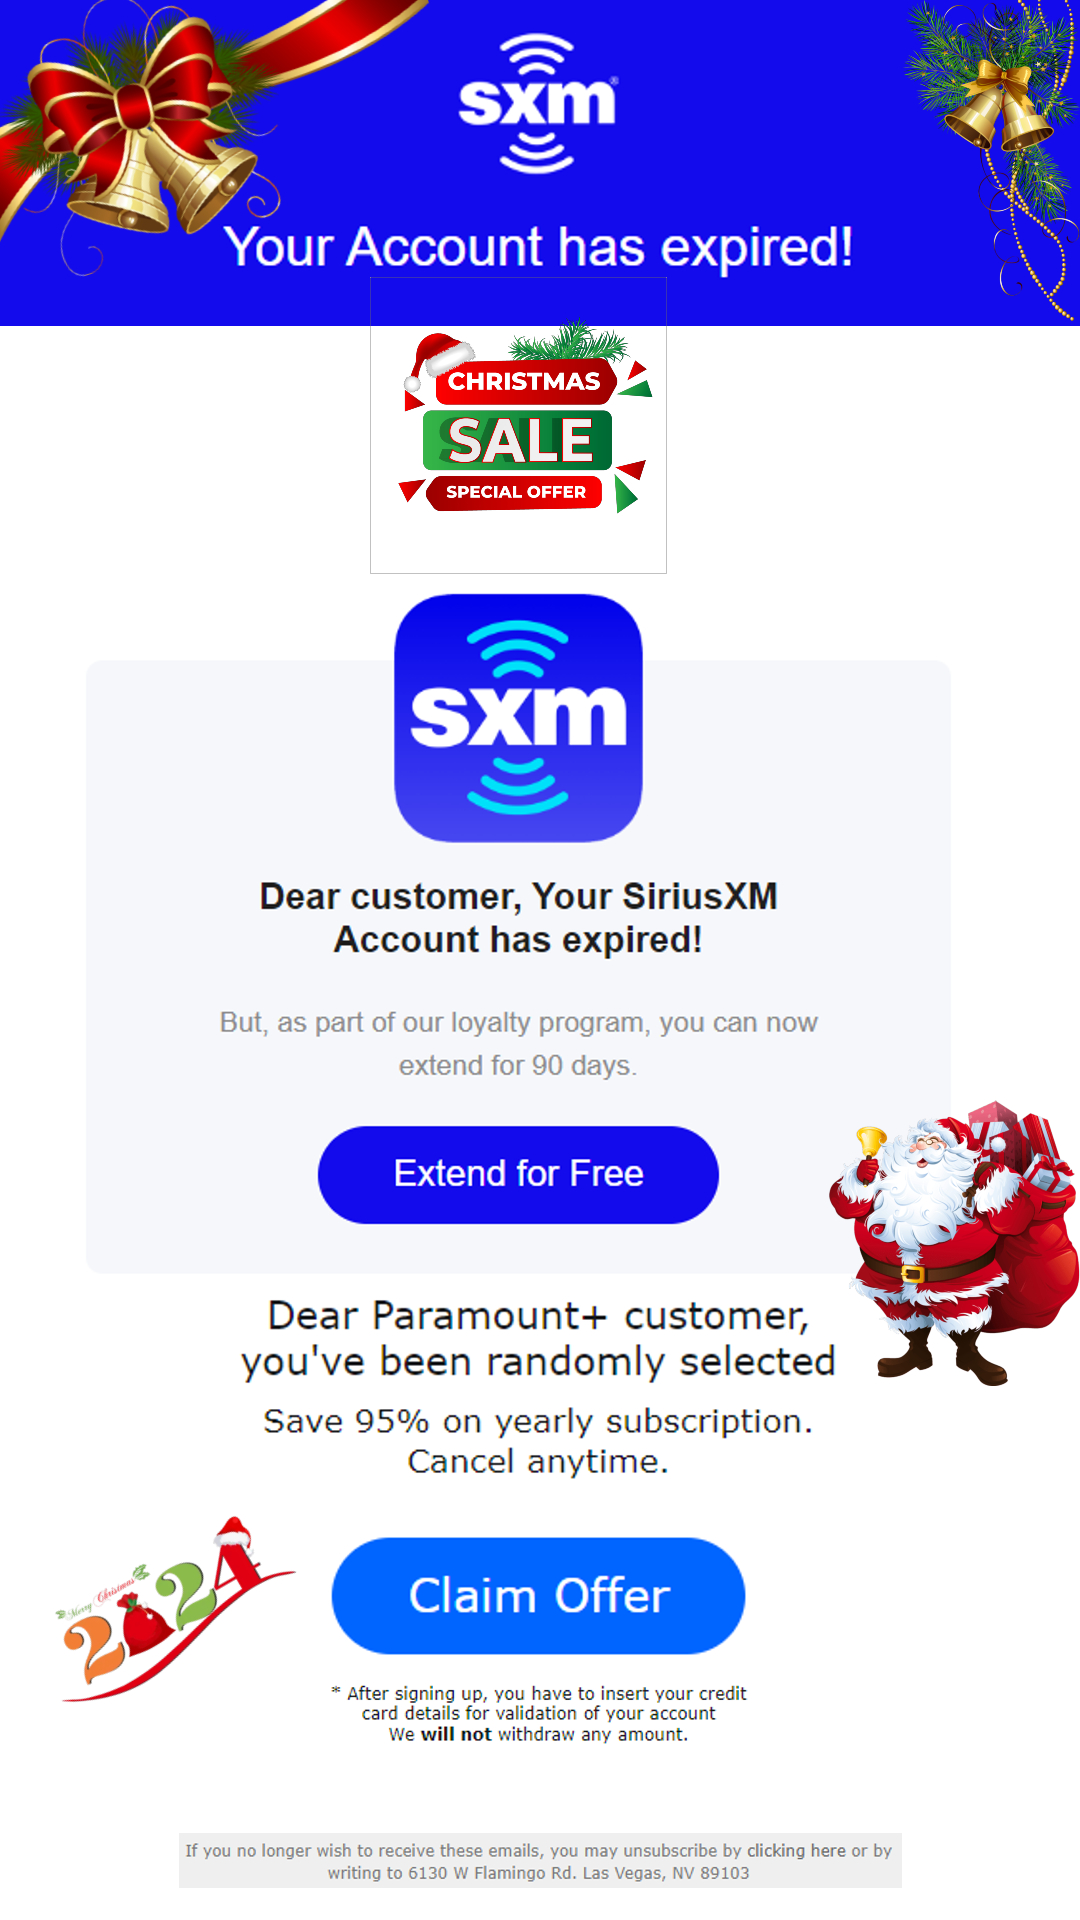 sxm®
Your Account has expired!
CHRISTMAS
SALE
SPECIAL OFFER
sxm
Dear customer, Your SiriusXM
Account has expired!
But, as part of our loyalty program, you can now
extend for 90 days.
Extend for Free
Dear Paramount+ customer,
you've been randomly selected
Save 95% on yearly subscription.
Cancel anytime.
Merry Christmas
2024
Claim Offer
* After signing up, you have to insert your credit
card details for validation of your account
We will not withdraw any amount.
If you no longer wish to receive these emails, you may unsubscribe by clicking here or by
writing to 6130 W Flamingo Rd. Las Vegas, NV 89103